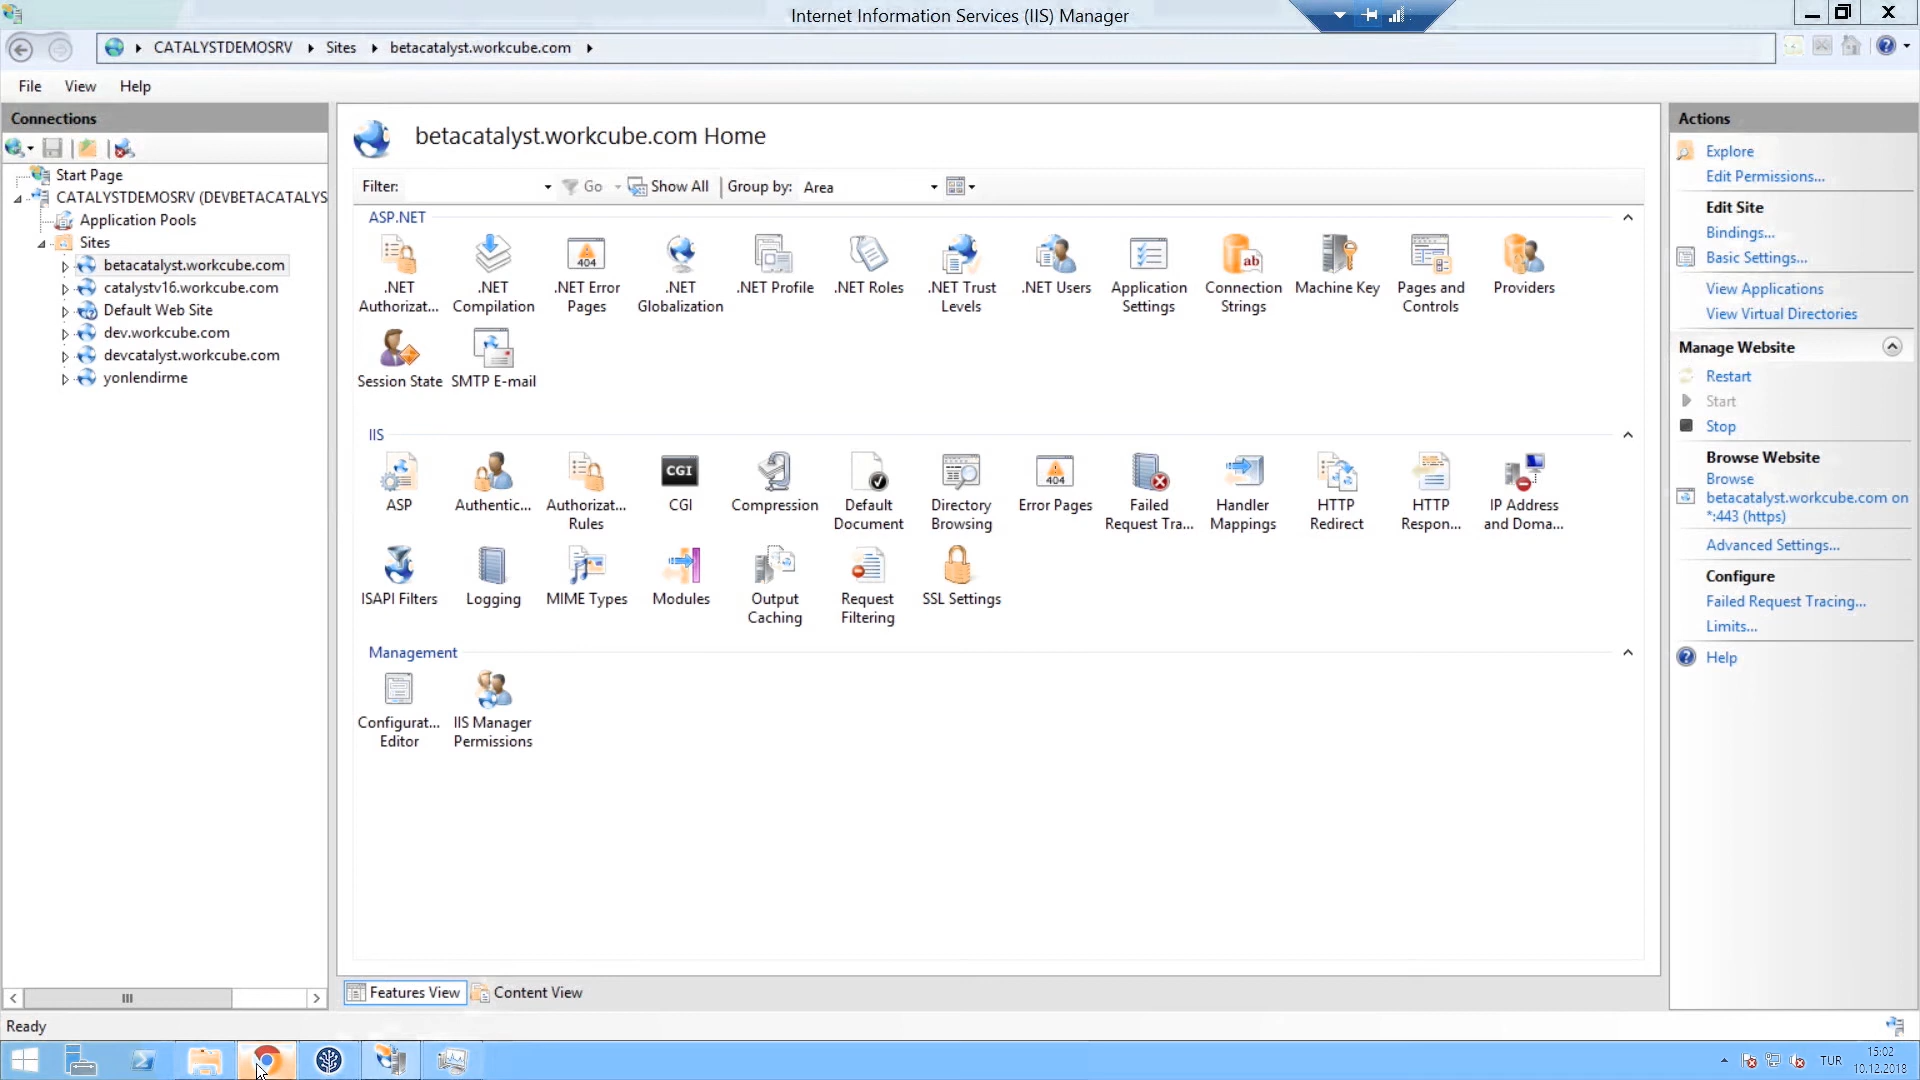 Internet Information Services (IIS) Manager
CATALYSTDEMOSRV Sites betacatalyst.workcube.com
File View Help
Connections
Start Page
CATALYSTDEMOSRV (DEVBETACATALYS
Application Pools
Sites
betacatalyst.workcube.com
catalystv16.workcube.com
Default Web Site
dev.workcube.com
devcatalyst.workcube.com
yonlendirme
betacatalyst.workcube.com Home
Filter: Go Show All Group by: Area
ASP.NET
.NET Authorizat...
.NET Compilation
.NET Error Pages
.NET Globalization
.NET Profile
.NET Roles
.NET Trust Levels
.NET Users
Application Settings
Connection Strings
Machine Key
Pages and Controls
Providers
Session State
SMTP E-mail
IIS
ASP
Authentic...
Authorizat... Rules
CGI
CGI
Compression
Default Document
Directory Browsing
404
Error Pages
Failed Request Tra...
Handler Mappings
HTTP Redirect
HTTP Respon...
IP Address and Doma...
ISAPI Filters
Logging
MIME Types
Modules
Output Caching
Request Filtering
SSL Settings
Management
Configurat... Editor
IIS Manager Permissions
Features View Content View
Actions
Explore
Edit Permissions...
Edit Site
Bindings...
Basic Settings...
View Applications
View Virtual Directories
Manage Website
Restart
Start
Stop
Browse Website
Browse
betacatalyst.workcube.com on
*:443 (https)
Advanced Settings...
Configure
Failed Request Tracing...
Limits...
Help
Ready
TUR
15:02
10.12.2018